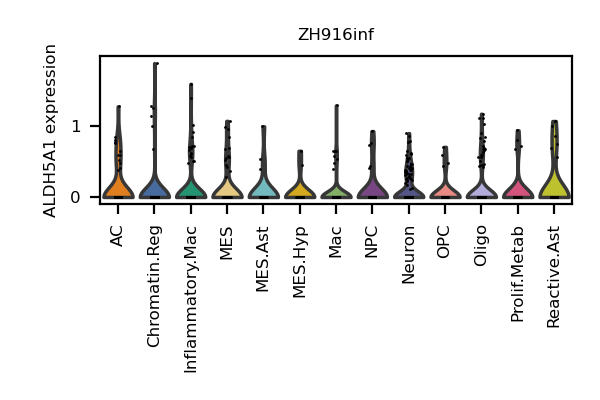 ZH916inf
ALDH5A1 expression
1
0
AC
Chromatin.Reg
Inflammatory.Mac
MES
MES.Ast
MES.Hyp
Mac
NPC
Neuron
OPC
Oligo
Prolif.Metab
Reactive.Ast